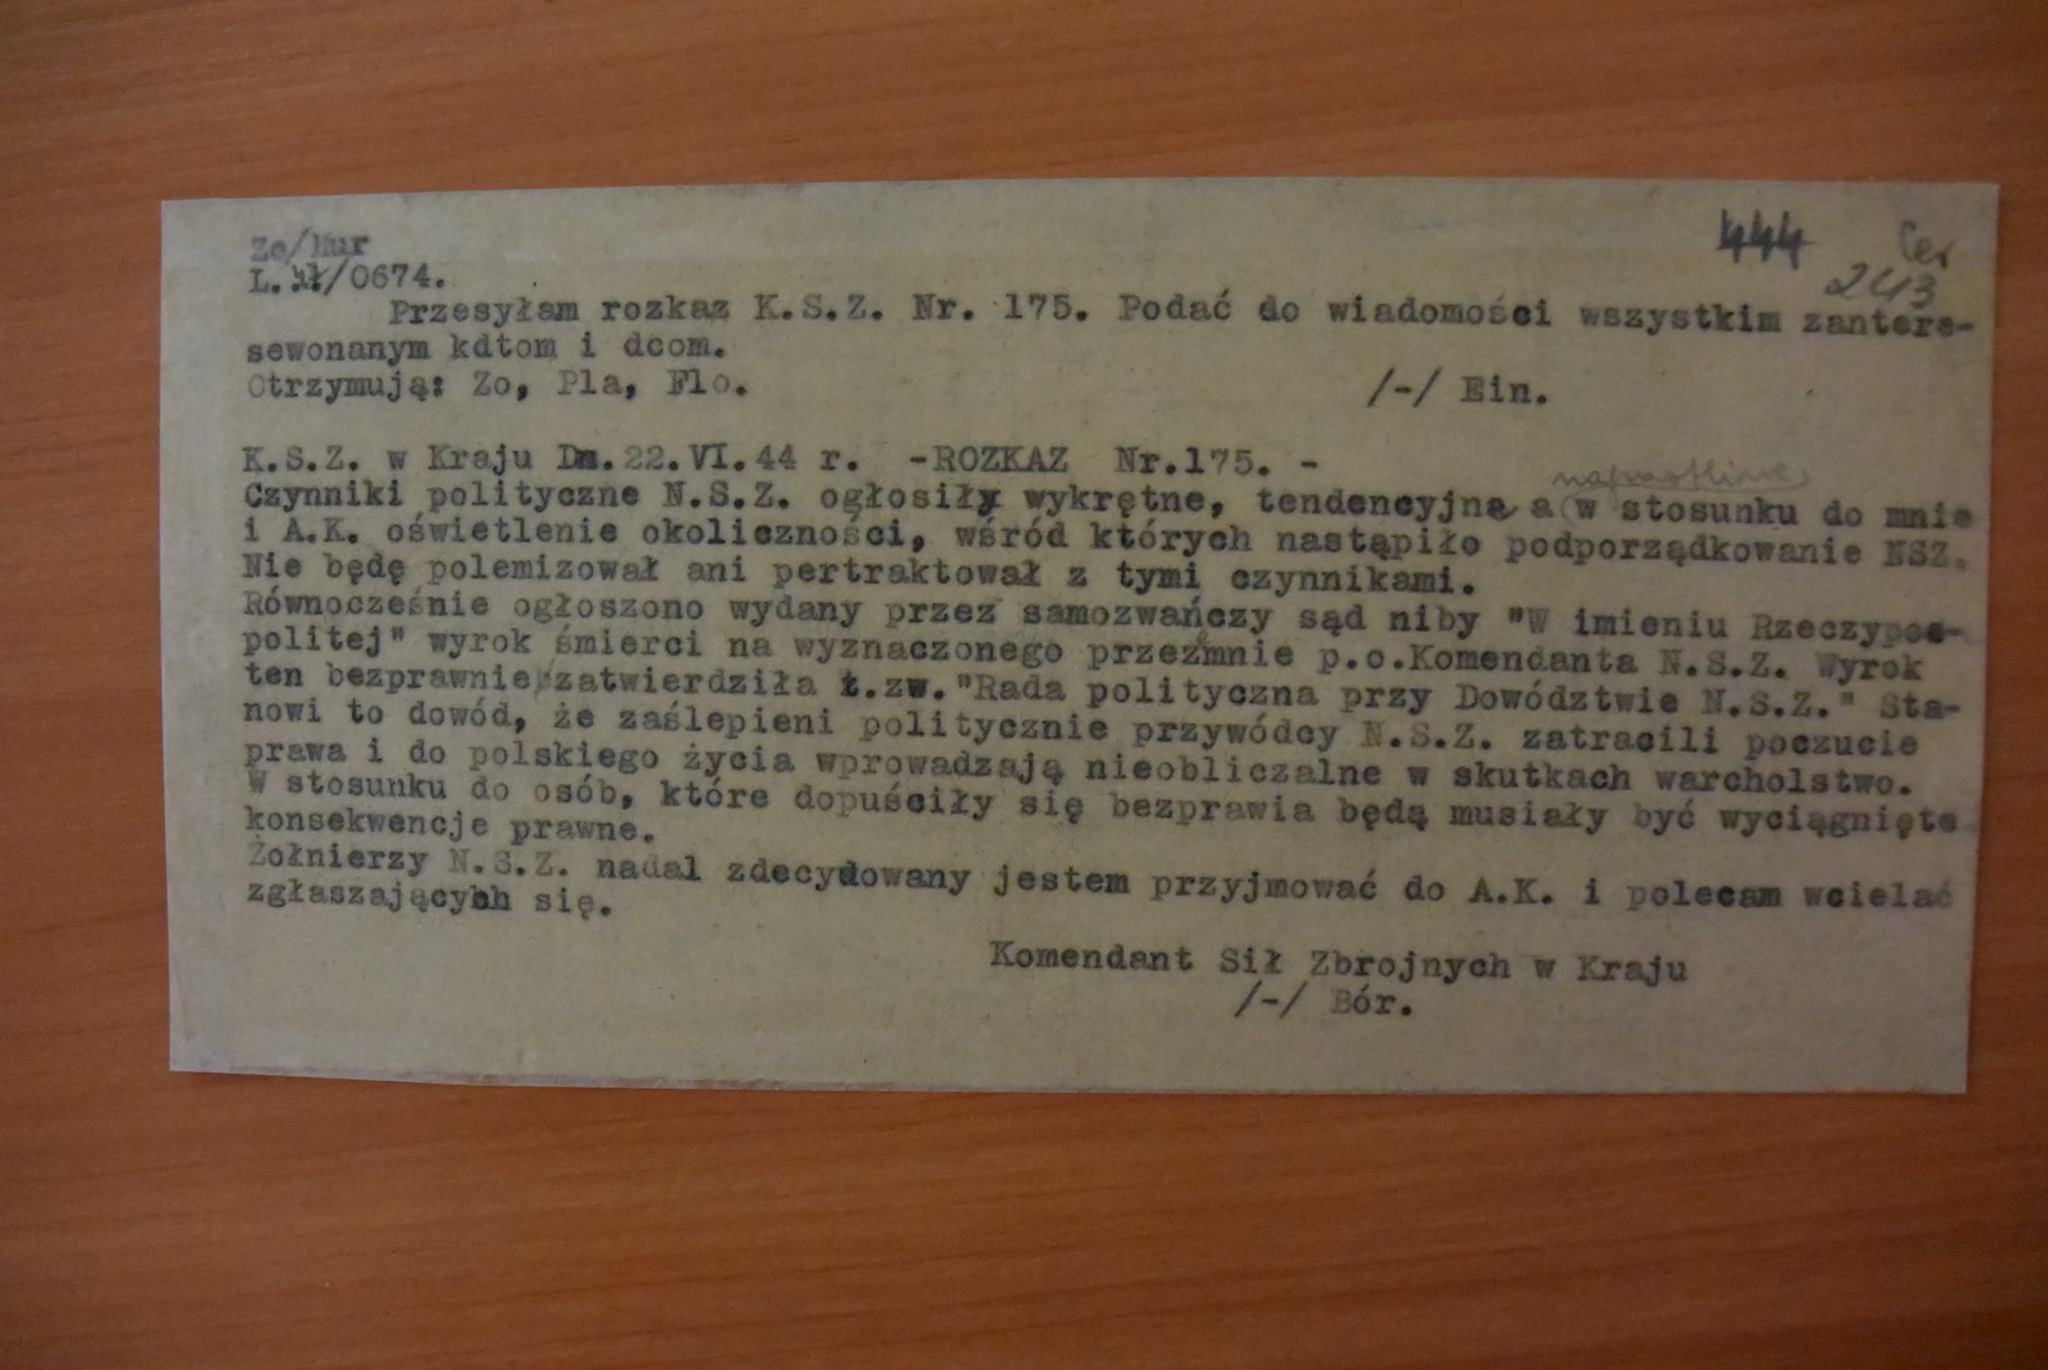 Zo/Mur
444
243
L. /0674.
Przesyłam rozkaz K.S.Z. Nr. 175. Podać do wiadomości wszystkim zantere-
sewonanym kdtom i dcom.
Otrzymują: Zo, Pla, Flo.
/-/ Ein.
K.S.Z. w Kraju Dn.22.VI.44 r. -ROZKAZ Nr.175. -
Czynniki polityczne N.S.Z. ogłosiły wykrętne, tendencyjne a w stosunku do mnie
i A.K. oświetlenie okoliczności, wśród których nastąpiło podporządkowanie NSZ.
Nie będę polemizował ani pertraktował z tymi czynnikami.
Równocześnie ogłoszono wydany przez samozwańczy sąd niby "W imieniu Rzeczypos-
politej" wyrok śmierci na wyznaczonego przezmnie p.o.Komendanta N.S.Z. Wyrok
ten bezprawnie zatwierdziła t.zw."Rada polityczna przy Dowództwie N.S.Z." Sta-
nowi to dowód, że zaślepieni politycznie przywódcy N.S.Z. zatracili poczucie
prawa i do polskiego życia wprowadzają nieobliczalne w skutkach warcholstwo.
W stosunku do osób, które dopuściły się bezprawia będą musiały być wyciągnięte
konsekwencje prawne.
Żołnierzy N.S.Z. nadal zdecydowany jestem przyjmować do A.K. i polecam wcielać
zgłaszających się.
Komendant Sił Zbrojnych w Kraju
/-/ Bór.